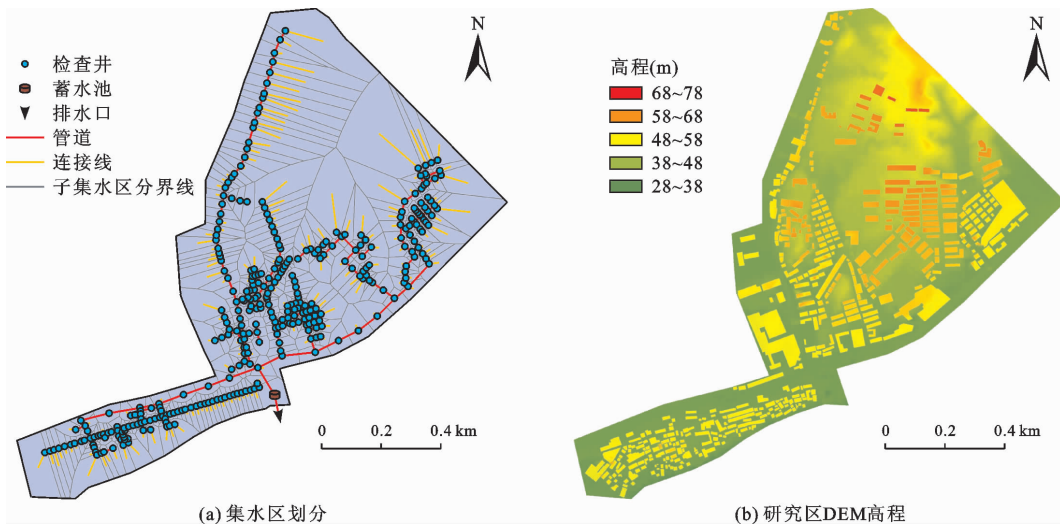 N
检查井
蓄水池
排水口
管道
连接线
子集水区分界线
0 0.2 0.4 km
(a) 集水区划分
N
高程(m)
68~78
58~68
48~58
38~48
28~38
0 0.2 0.4 km
(b) 研究区DEM高程